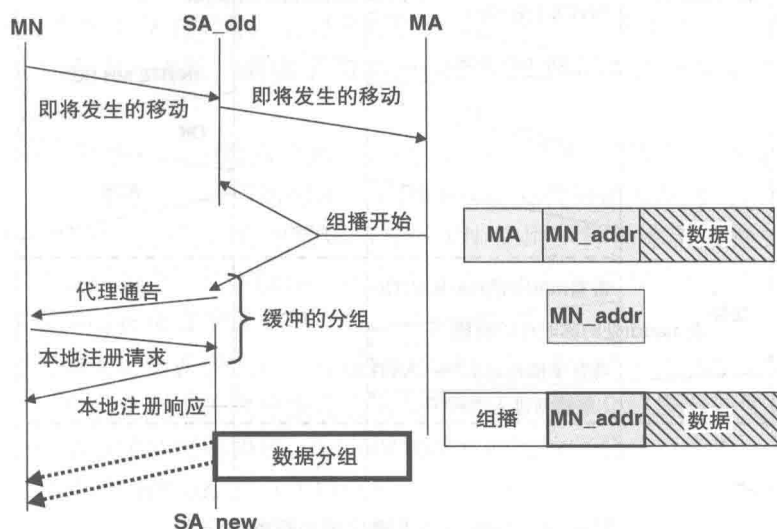 MN SA_old MA
即将发生的移动 即将发生的移动
组播开始
MA MN_addr 数据
代理通告
缓冲的分组
MN_addr
本地注册请求
本地注册响应
组播 MN_addr 数据
数据分组
SA_new